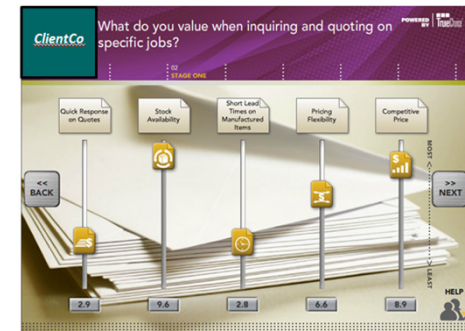 ClientCo
What do you value when inquiring and quoting on
specific jobs?
POWERED
BY
TrueChoice
02
STAGE ONE
Quick Response
on Quotes
Stock
Availability
Short Lead
Times on
Manufactured
Items
Pricing
Flexibility
Competitive
Price
MOST
<<
BACK
>>
NEXT
LEAST
HELP
2.9
9.6
2.8
6.6
8.9